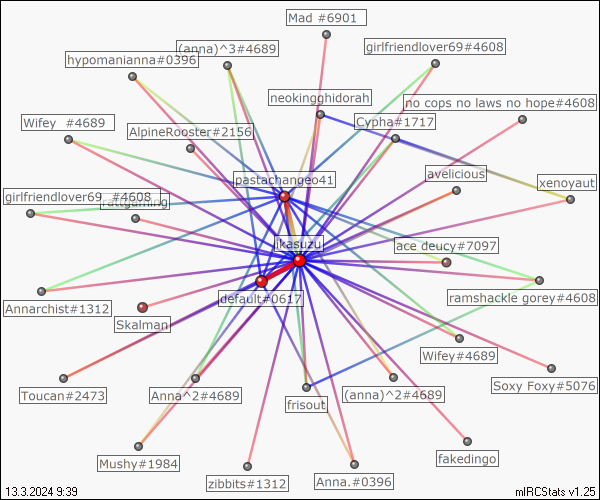 Mad #6901
(anna)^3#4689
girlfriendlover69#4608
hypomanianna#0396
neokingghidorah
no cops no laws no hope#4608
Wifey  #4689
AlpineRooster#2156
Cypha#1717
pastachangeo41
avelicious
xenoyaut
girlfriendlover69  #4608
rattgaming
ikasuzu
ace deucy#7097
default#0617
ramshackle gorey#4608
Annarchist#1312
Skalman
Wifey#4689
Soxy Foxy#5076
Toucan#2473
Anna^2#4689
frisout
(anna)^2#4689
Mushy#1984
zibbits#1312
Anna.#0396
fakedingo
13.3.2024 9:39
mIRCStats v1.25